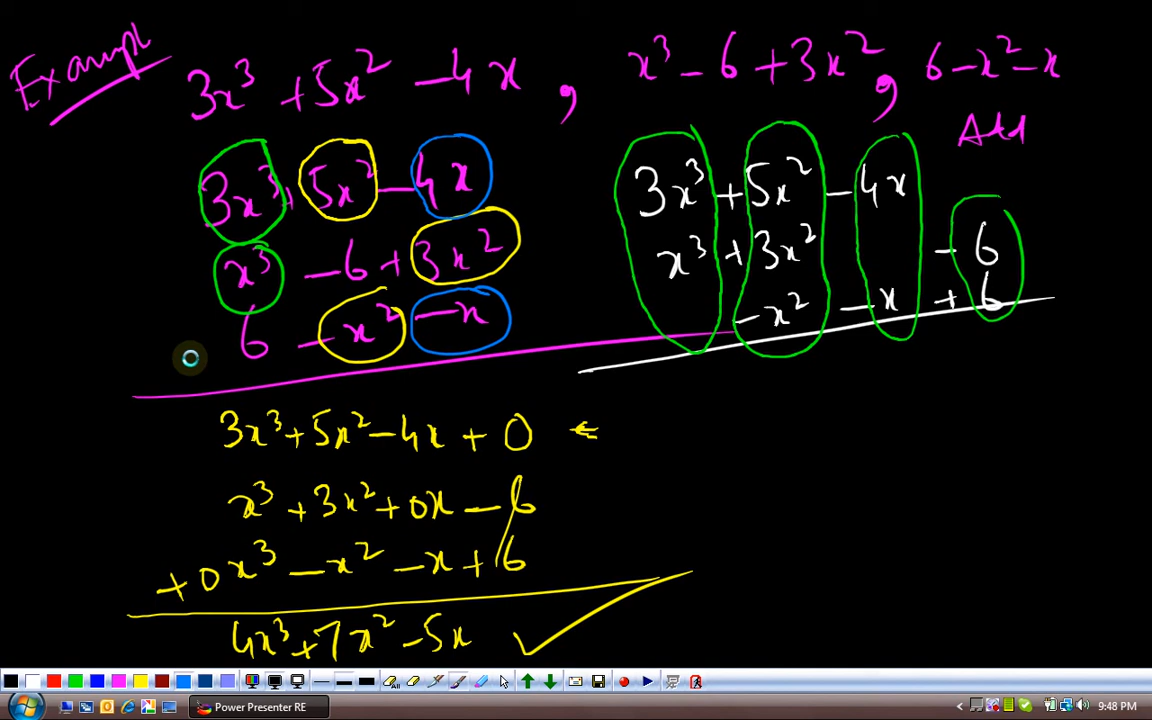 Example
3x³ + 5x² - 4x , x³ - 6 + 3x² , 6 - x² - x
Add
3x³ + 5x² - 4x
x³ - 6 + 3x²
6 - x² - x
3x³ + 5x² - 4x
x³ + 3x² - 6
- x² - x + 6
3x³ + 5x² - 4x + 0 ←
x³ + 3x² + 0x - 6
+ 0x³ - x² - x + 6
4x³ + 7x² - 5x ✓
Power Presenter RE
9:48 PM